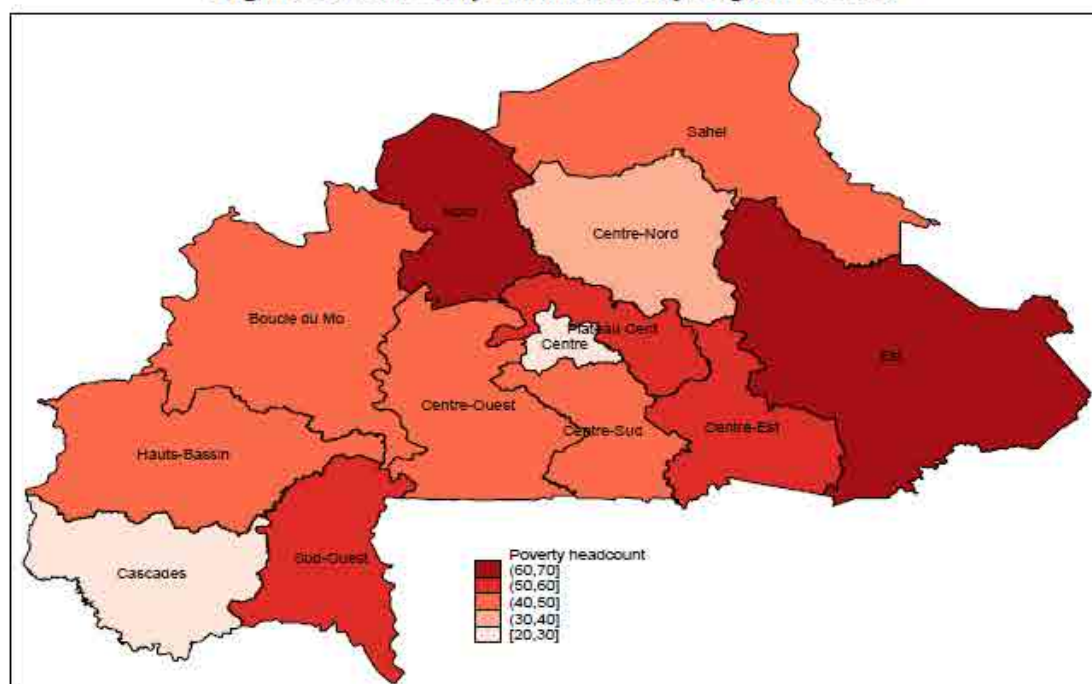 Sahel
Nord
Centre-Nord
Boucle du Mo
Plateau Cent
Centre
Est
Centre-Ouest
Centre-Sud
Centre-Est
Hauts-Bassin
Sud-Ouest
Cascades
Poverty headcount
(60,70]
(50,60]
(40,50]
(30,40]
[20,30]